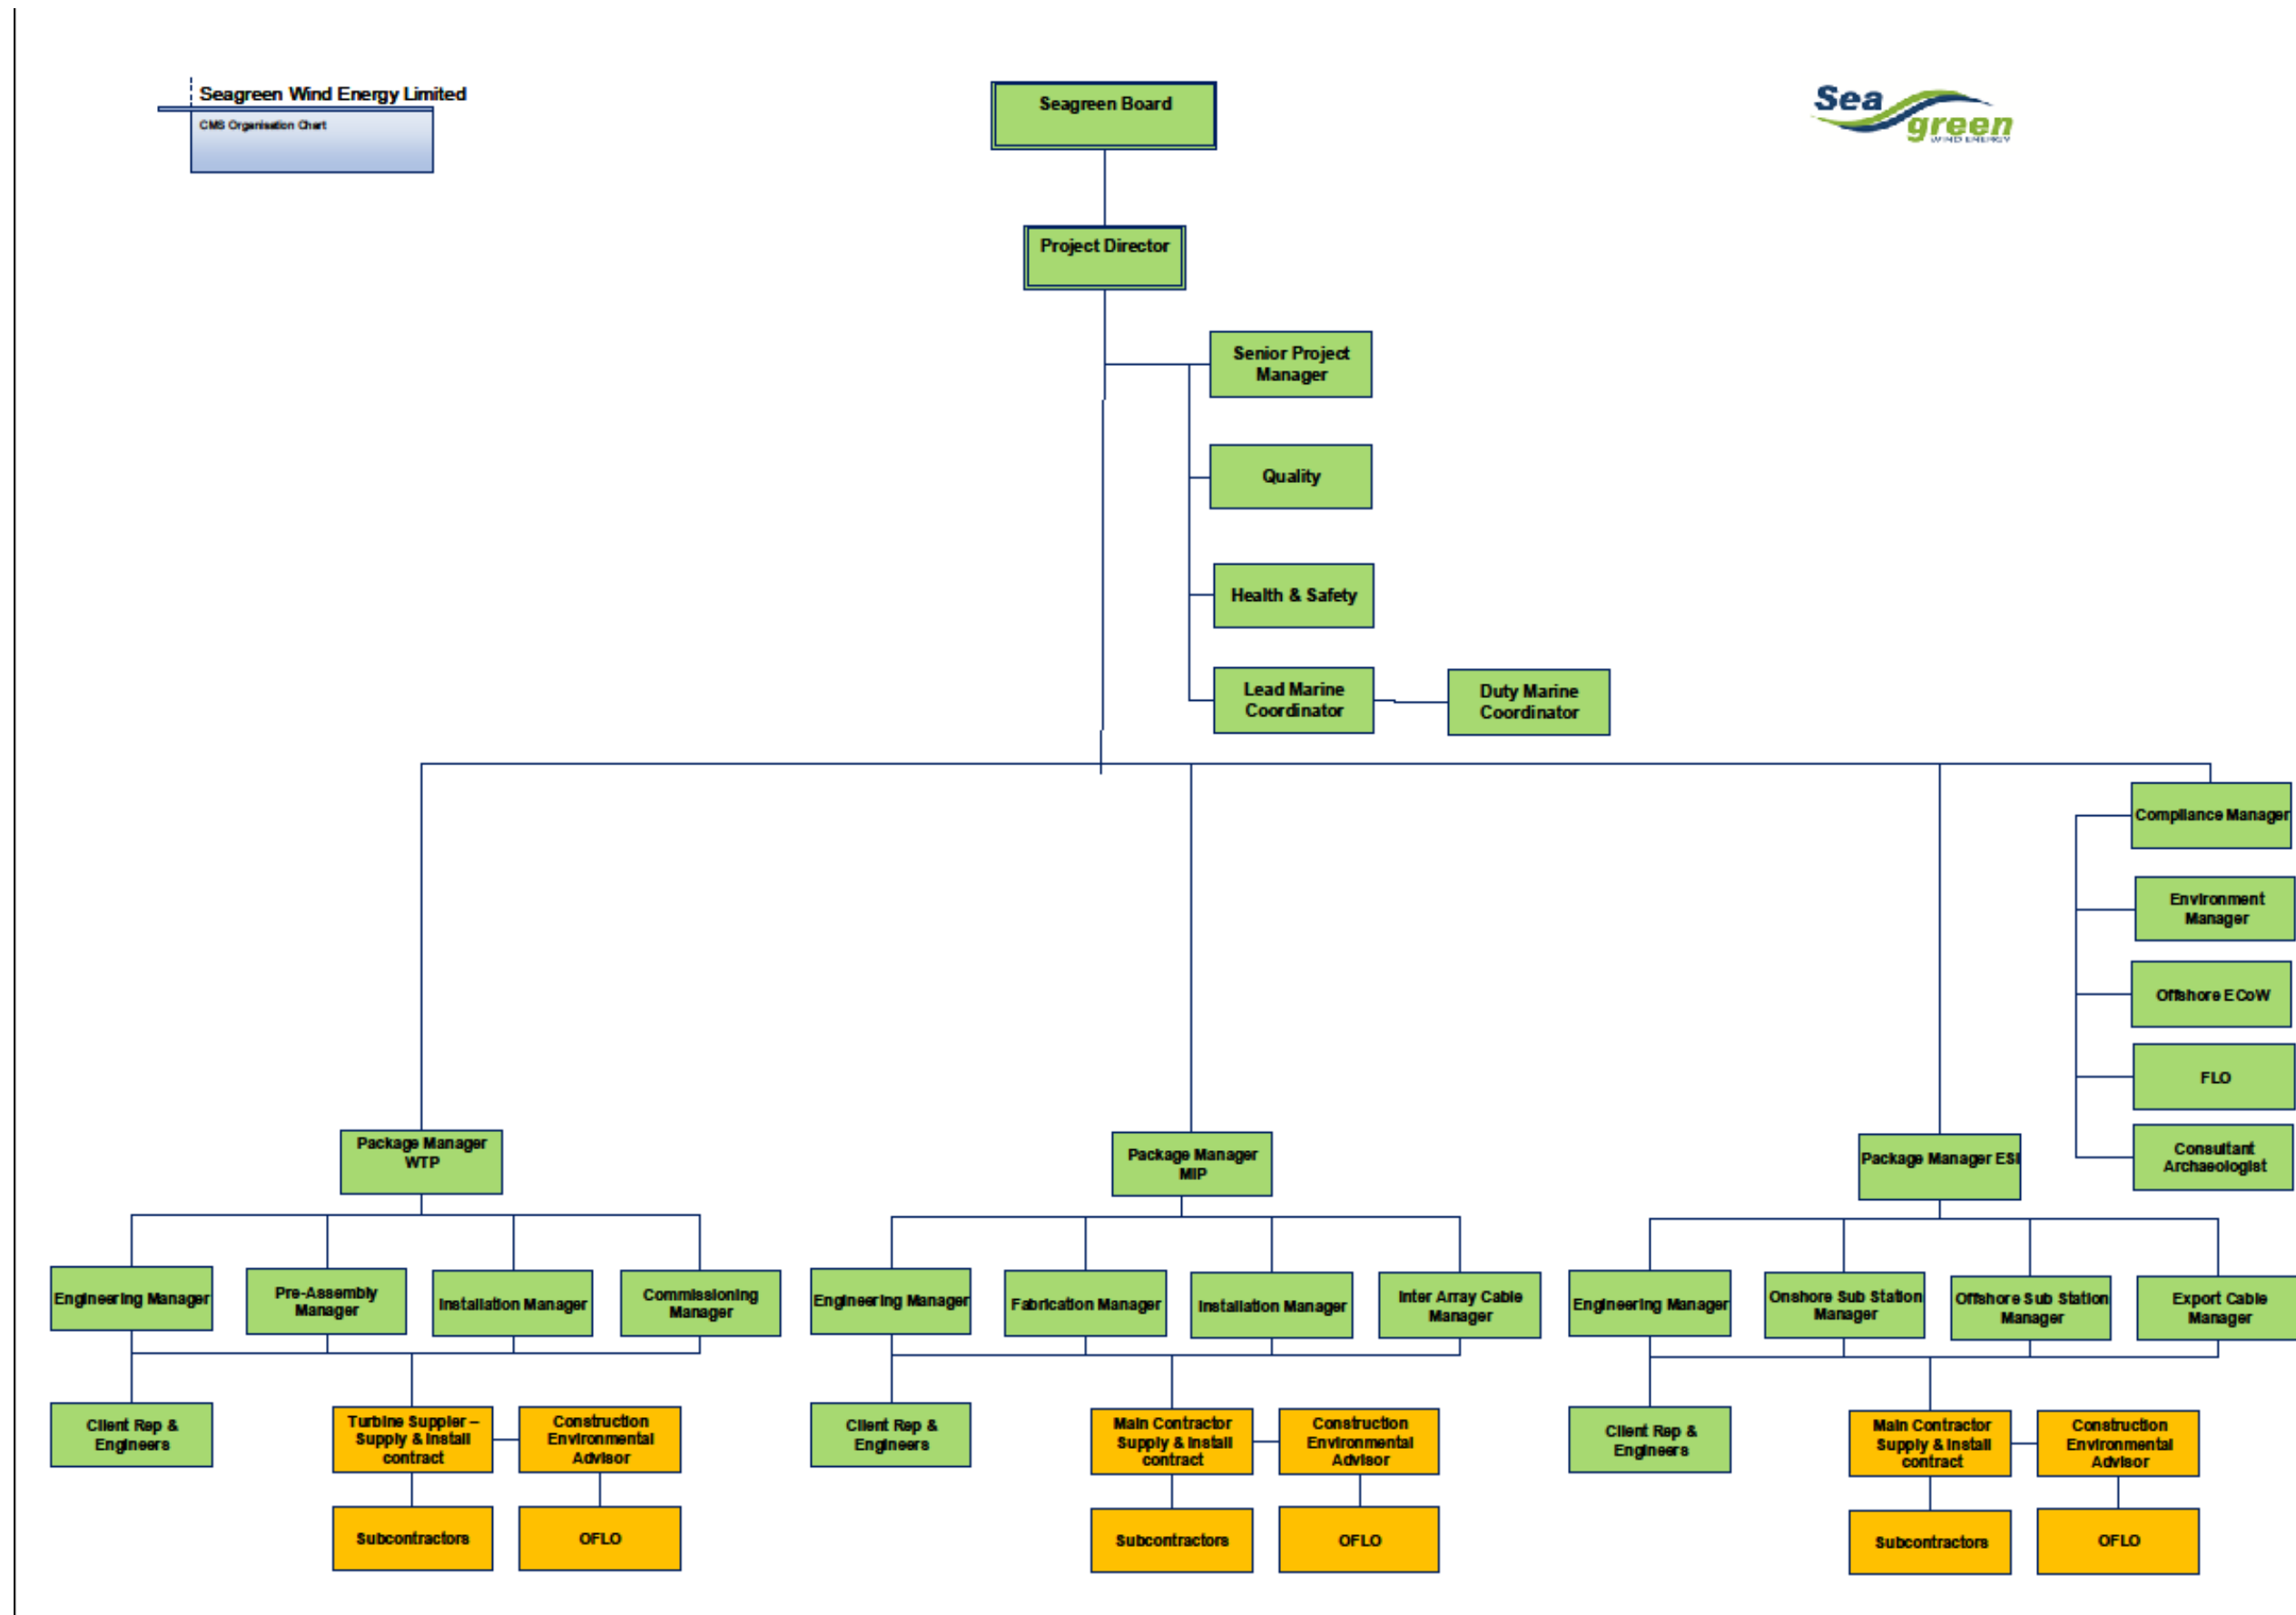 Seagreen Wind Energy Limited
CMS Organisation Chart
Seagreen Board
Sea
green
WIND ENERGY
Project Director
Senior Project
Manager
Quality
Health & Safety
Lead Marine
Coordinator
Duty Marine
Coordinator
Compliance Manager
Environment
Manager
Offshore ECoW
FLO
Consultant
Archaeologist
Package Manager
WTP
Package Manager
MIP
Package Manager ESI
Engineering Manager
Pre-Assembly
Manager
Installation Manager
Commissioning
Manager
Engineering Manager
Fabrication Manager
Installation Manager
Inter Array Cable
Manager
Engineering Manager
Onshore Sub Station
Manager
Offshore Sub Station
Manager
Export Cable
Manager
Client Rep &
Engineers
Turbine Suppler –
Supply & Install
contract
Construction
Environmental
Advisor
Client Rep &
Engineers
Main Contractor
Supply & Install
contract
Construction
Environmental
Advisor
Client Rep &
Engineers
Main Contractor
Supply & Install
contract
Construction
Environmental
Advisor
Subcontractors
OFLO
Subcontractors
OFLO
Subcontractors
OFLO